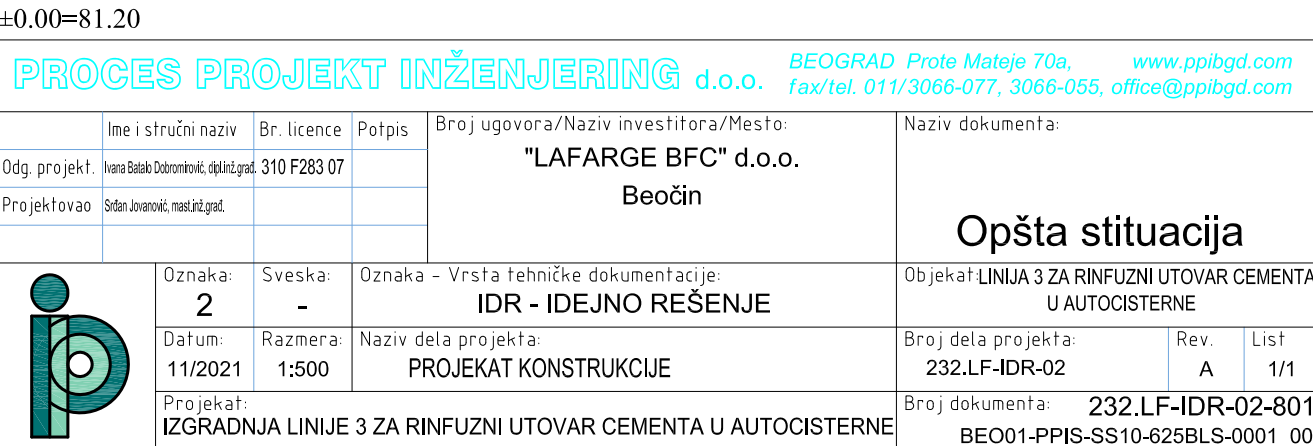 ±0.00=81.20
PROCES PROJEKT INŽENJERING d.o.o.
BEOGRAD Prote Mateje 70a, www.ppibgd.com
fax/tel. 011/3066-077, 3066-055, office@ppibgd.com
Ime i stručni naziv Br. licence Potpis
Odg. projekt. Ivana Batalo Dobromirović, dipl.inž.građ. 310 F283 07
Projektovao Srđan Jovanović, mast.inž.građ.
Broj ugovora/Naziv investitora/Mesto:
"LAFARGE BFC" d.o.o.
Beočin
Naziv dokumenta:
Opšta stituacija
Oznaka: Sveska: Oznaka - Vrsta tehničke dokumentacije:
2 - IDR - IDEJNO REŠENJE
Objekat: LINIJA 3 ZA RINFUZNI UTOVAR CEMENTA
U AUTOCISTERNE
Datum: Razmera: Naziv dela projekta:
11/2021 1:500 PROJEKAT KONSTRUKCIJE
Broj dela projekta: Rev. List
232.LF-IDR-02 A 1/1
Projekat:
IZGRADNJA LINIJE 3 ZA RINFUZNI UTOVAR CEMENTA U AUTOCISTERNE
Broj dokumenta: 232.LF-IDR-02-801
BEO01-PPIS-SS10-625BLS-0001_00